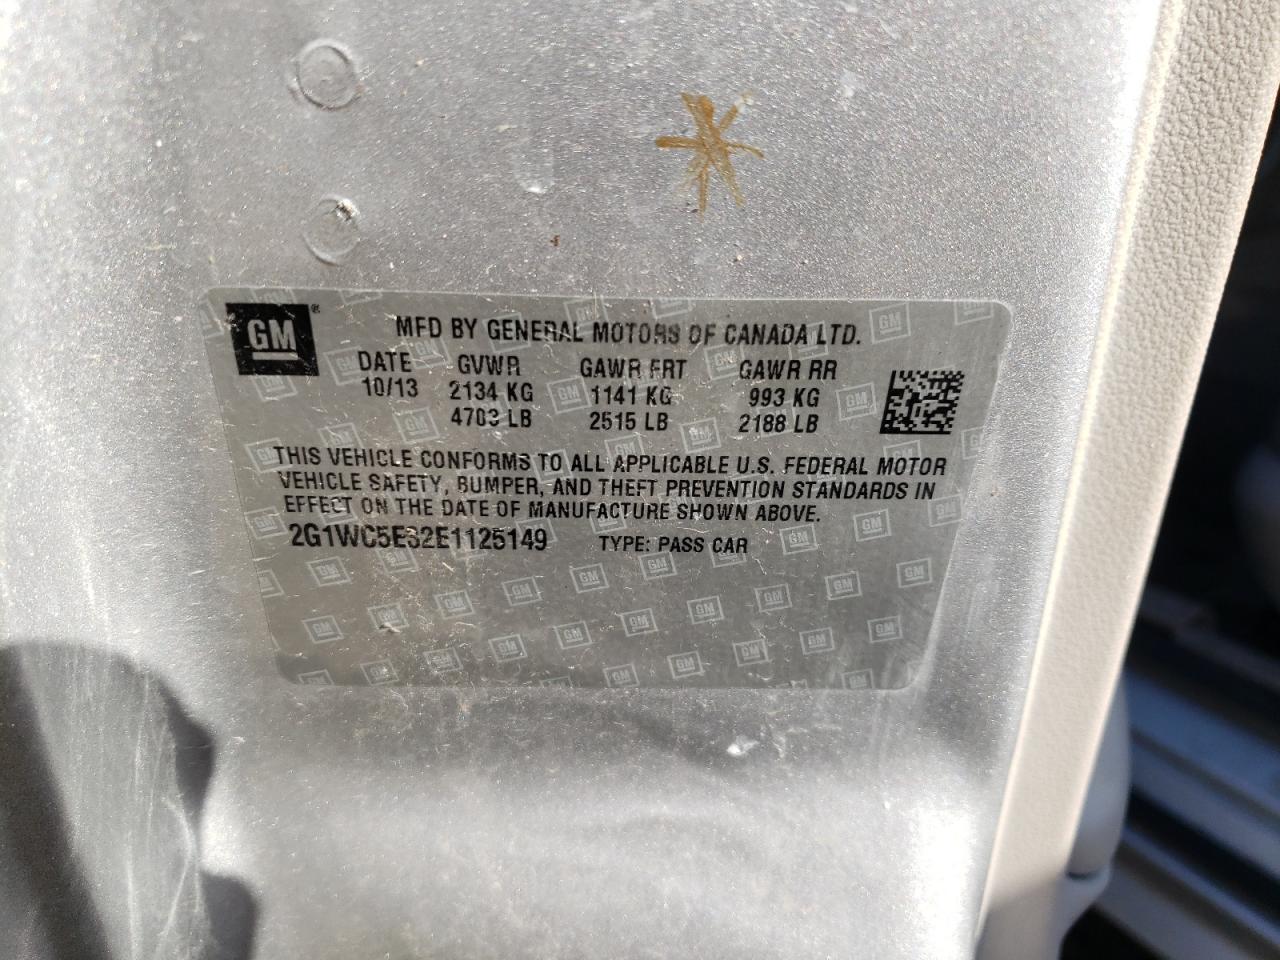 GM ®
MFD BY GENERAL MOTORS OF CANADA LTD.
DATE GVWR GAWR FRT GAWR RR
10/13 2134 KG 1141 KG 993 KG
4703 LB 2515 LB 2188 LB
THIS VEHICLE CONFORMS TO ALL APPLICABLE U.S. FEDERAL MOTOR
VEHICLE SAFETY, BUMPER, AND THEFT PREVENTION STANDARDS IN
EFFECT ON THE DATE OF MANUFACTURE SHOWN ABOVE.
2G1WC5E32E1125149 TYPE: PASS CAR